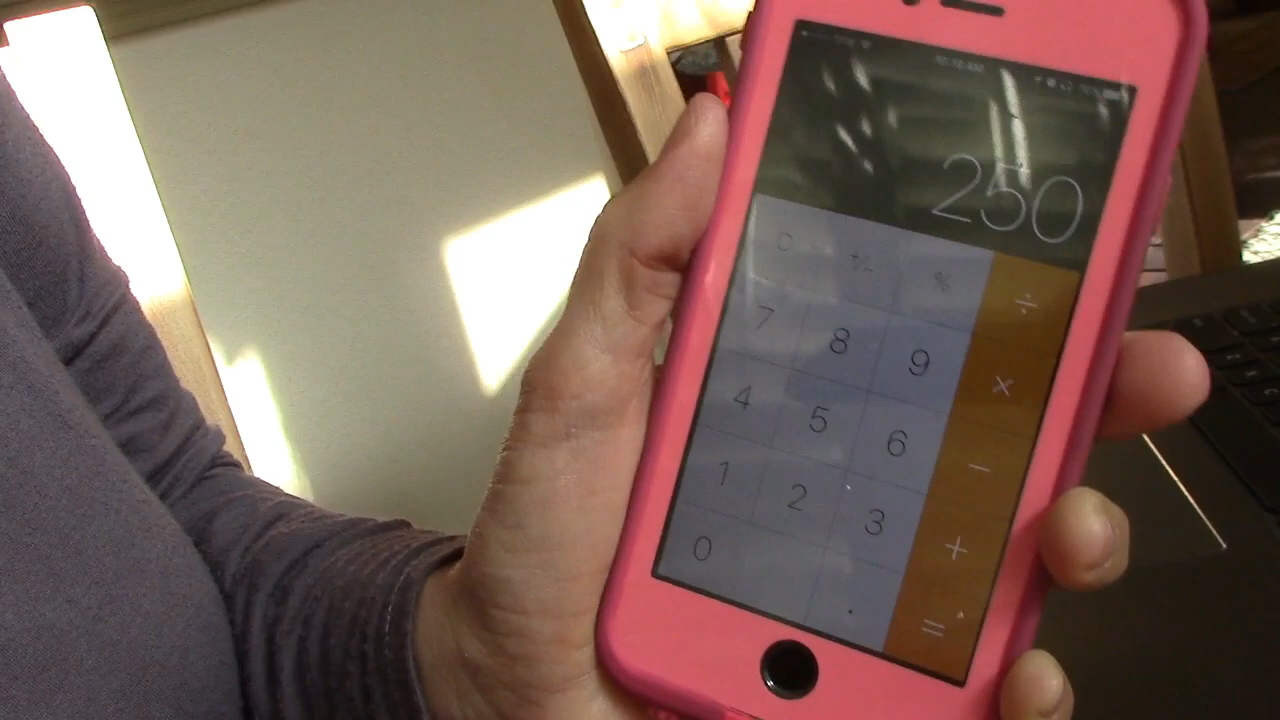 250
C +/- % ÷
7 8 9 ×
4 5 6 −
1 2 3 +
0 . =